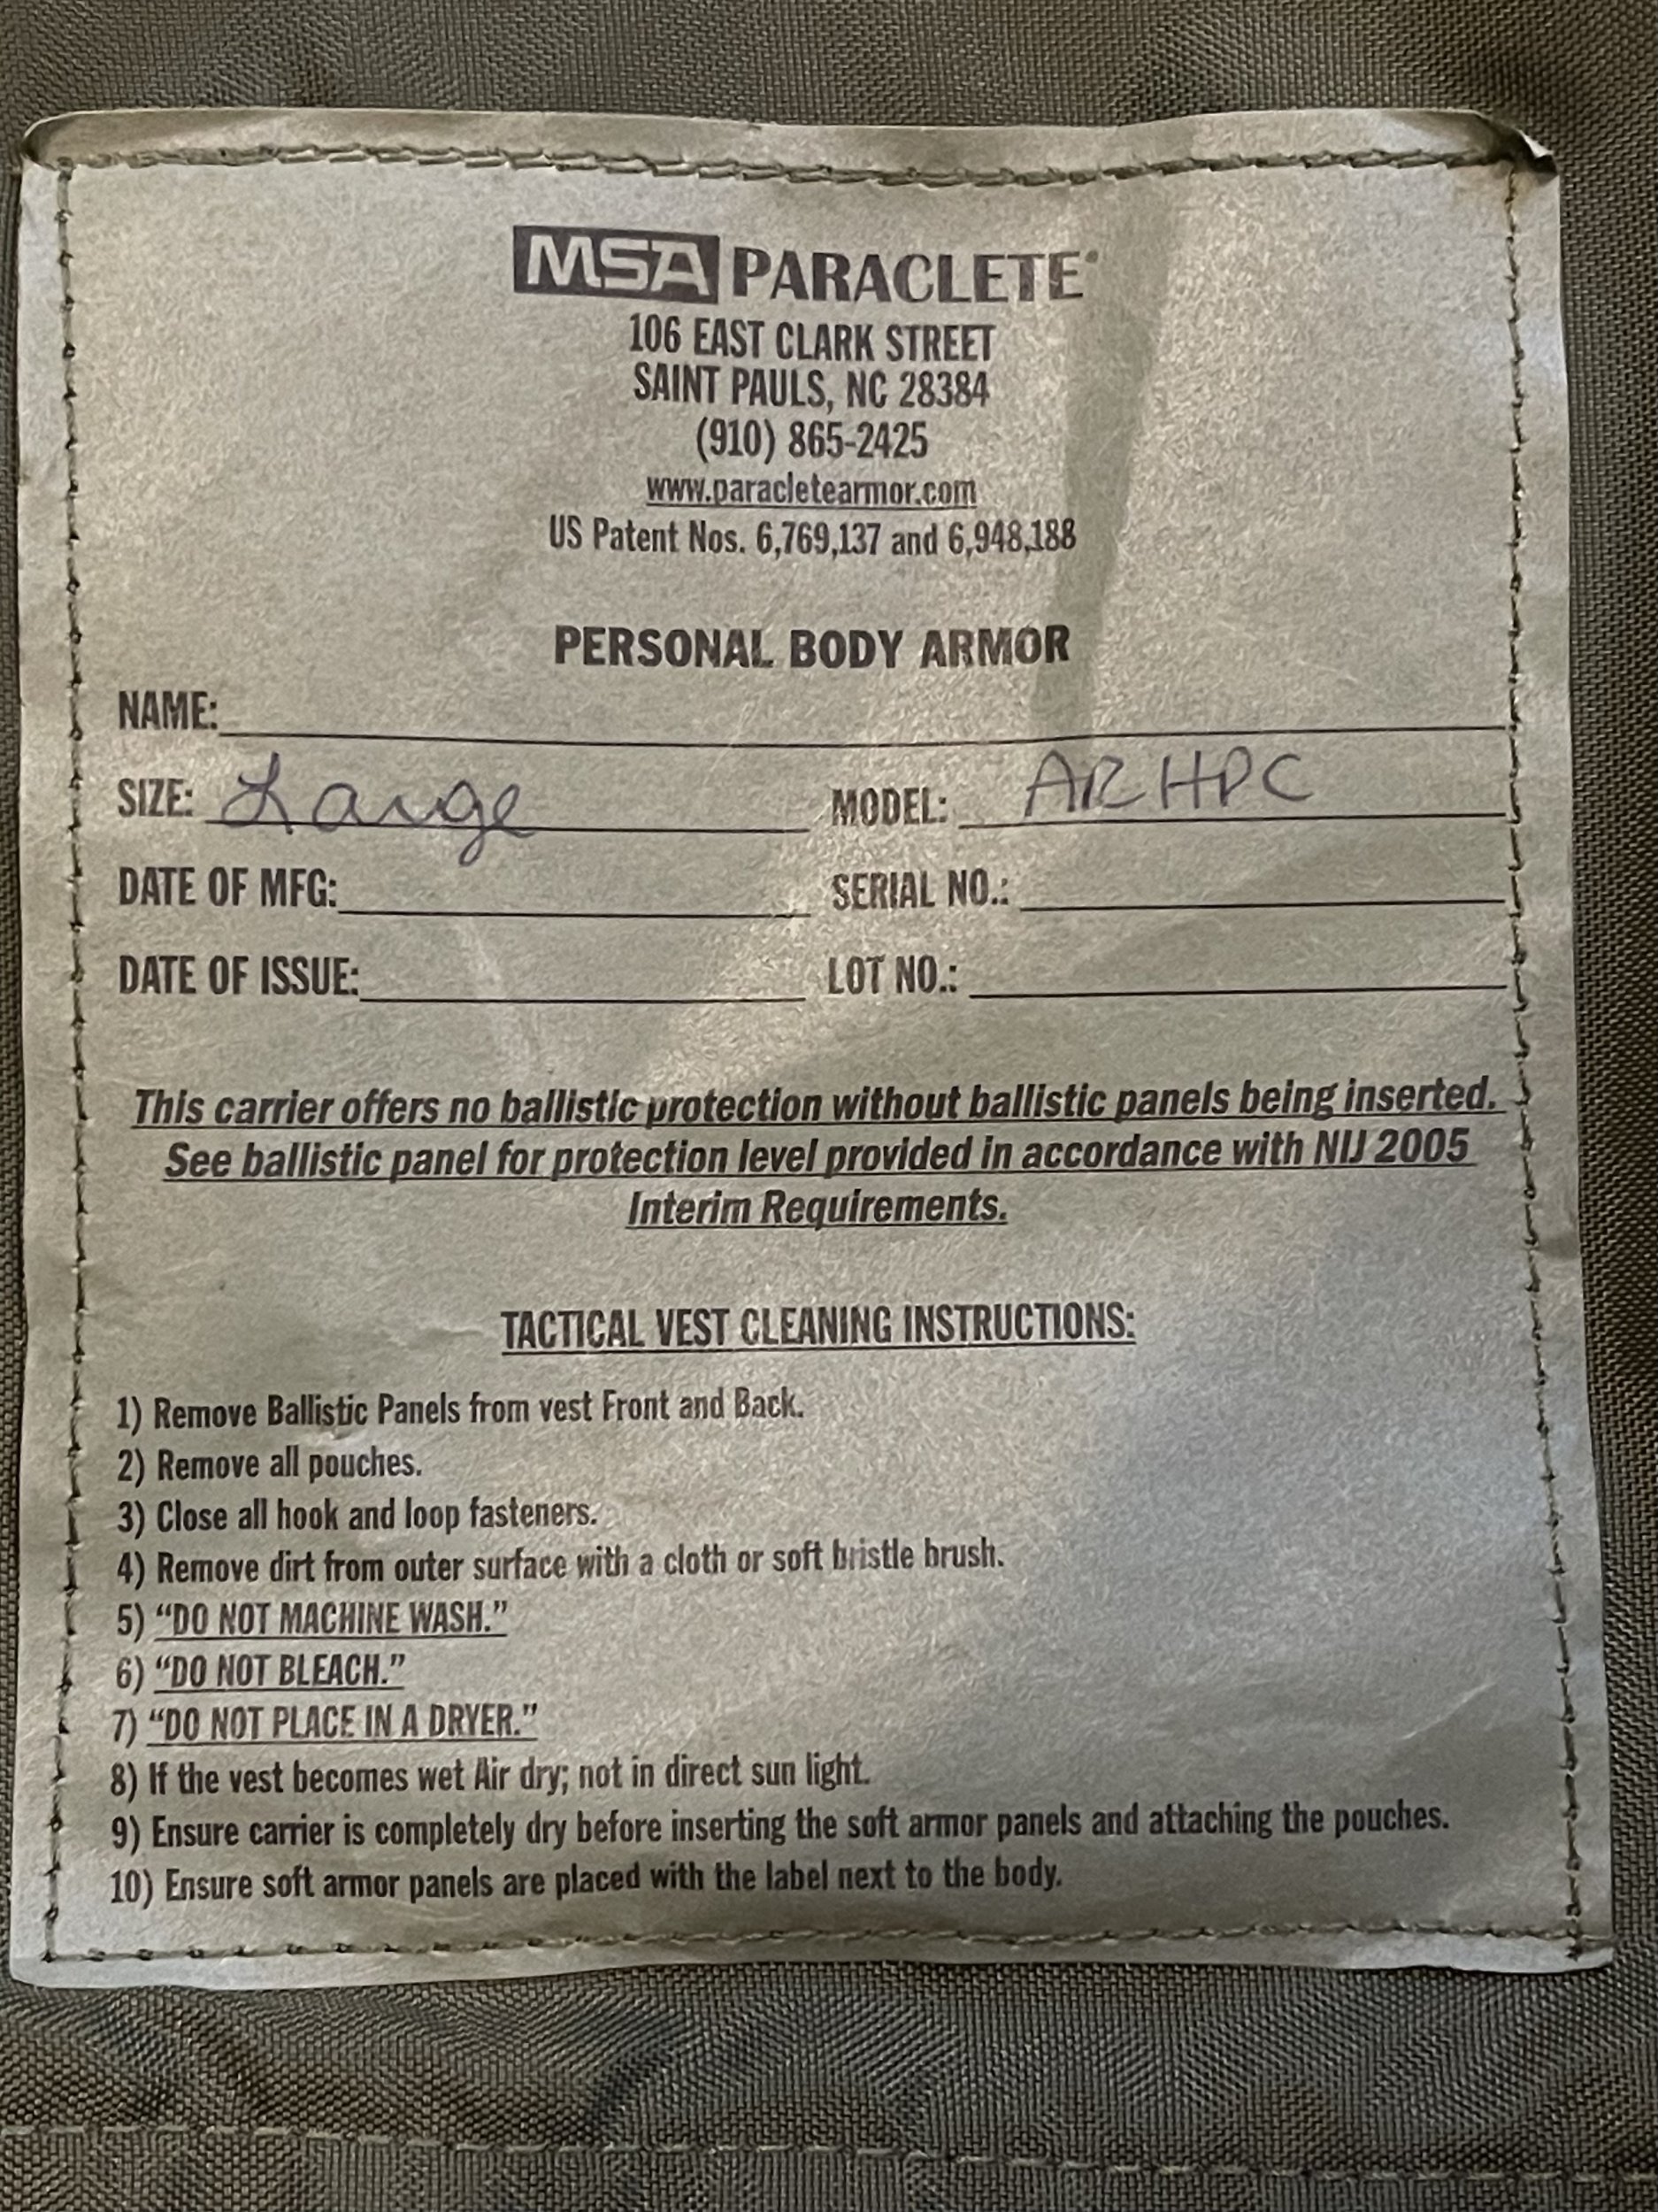 MSA PARACLETE®
106 EAST CLARK STREET
SAINT PAULS, NC 28384
(910) 865-2425
www.paracletearmor.com
US Patent Nos. 6,769,137 and 6,948,188
PERSONAL BODY ARMOR
NAME:
SIZE: Large MODEL: ARHPC
DATE OF MFG: SERIAL NO.:
DATE OF ISSUE: LOT NO.:
This carrier offers no ballistic protection without ballistic panels being inserted.
See ballistic panel for protection level provided in accordance with NIJ 2005
Interim Requirements.
TACTICAL VEST CLEANING INSTRUCTIONS:
1) Remove Ballistic Panels from vest Front and Back.
2) Remove all pouches.
3) Close all hook and loop fasteners.
4) Remove dirt from outer surface with a cloth or soft bristle brush.
5) “DO NOT MACHINE WASH.”
6) “DO NOT BLEACH.”
7) “DO NOT PLACE IN A DRYER.”
8) If the vest becomes wet Air dry; not in direct sun light.
9) Ensure carrier is completely dry before inserting the soft armor panels and attaching the pouches.
10) Ensure soft armor panels are placed with the label next to the body.